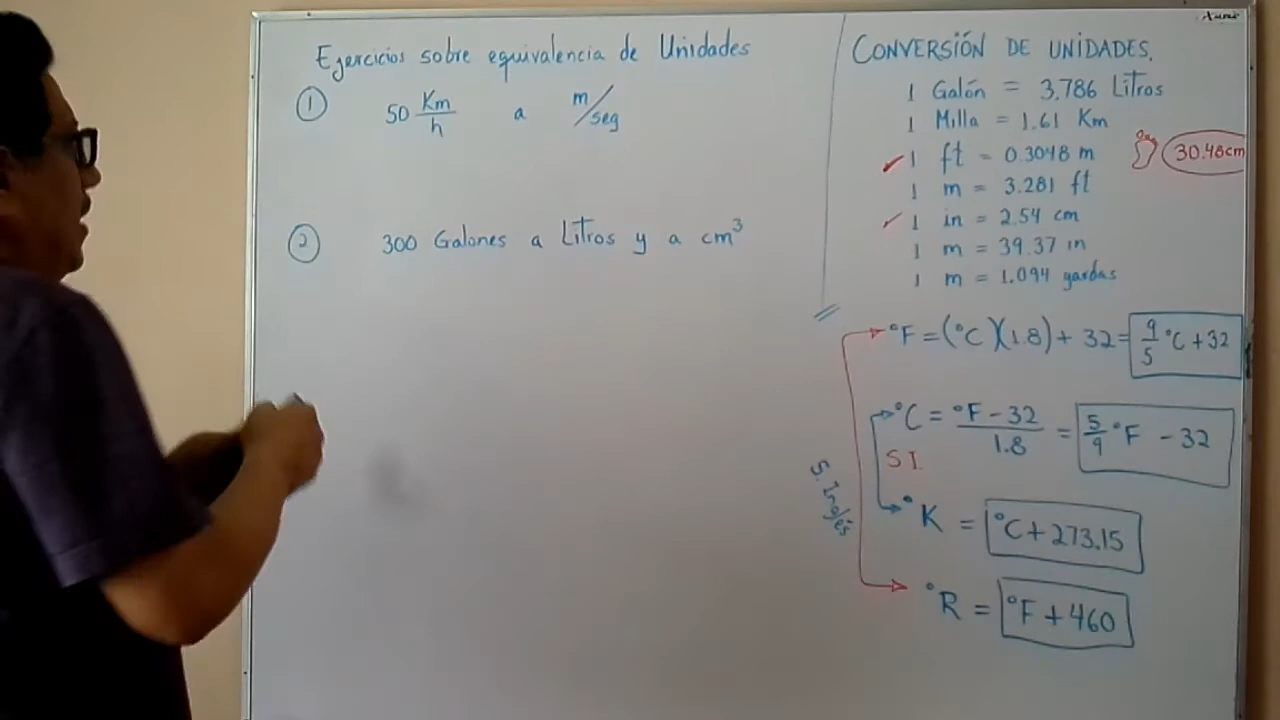 Ejercicios sobre equivalencia de Unidades
① 50 Km/h a m/seg
② 300 Galones a Litros y a cm³
CONVERSIÓN DE UNIDADES.
1 Galón = 3.786 Litros
1 Milla = 1.61 Km
✓ 1 ft = 0.3048 m 30.48cm
1 m = 3.281 ft
✓ 1 in = 2.54 cm
1 m = 39.37 in
1 m = 1.094 yardas
°F = (°C)(1.8) + 32 = 9/5 °C + 32
°C = °F - 32 / 1.8 = 5/9 °F - 32
S I.
S. Inglés
°K = °C + 273.15
°R = °F + 460